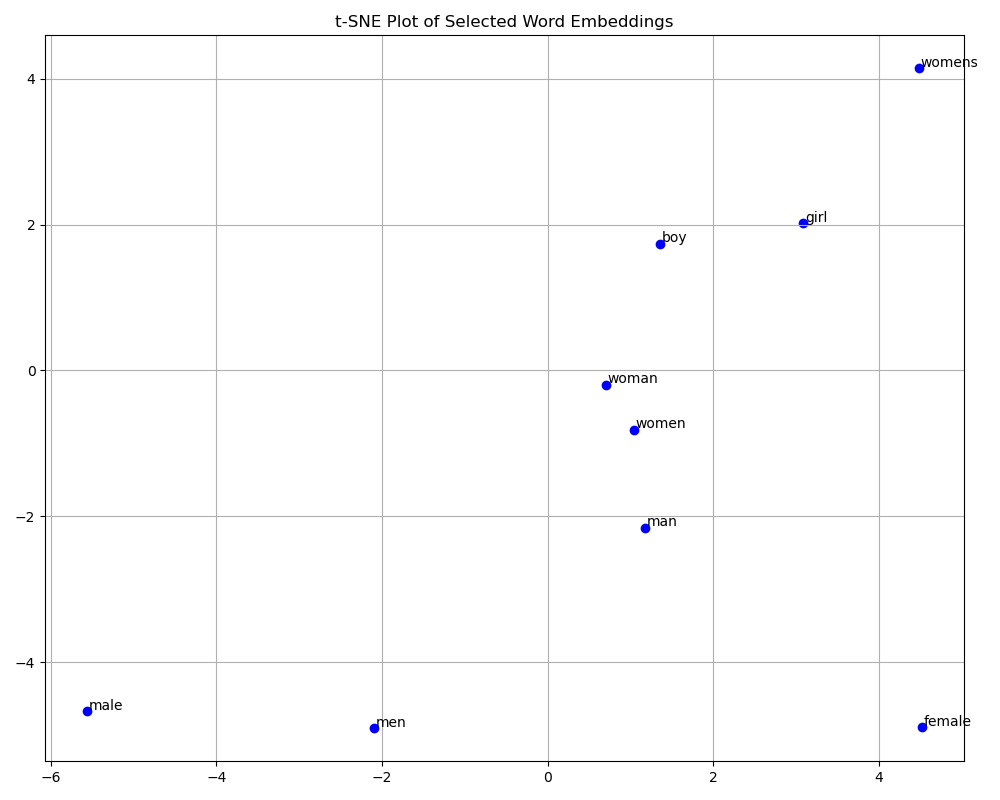 t-SNE Plot of Selected Word Embeddings
womens
4
girl
2
boy
0
woman
women
−2
man
−4
male
men
female
−6
−4
−2
0
2
4